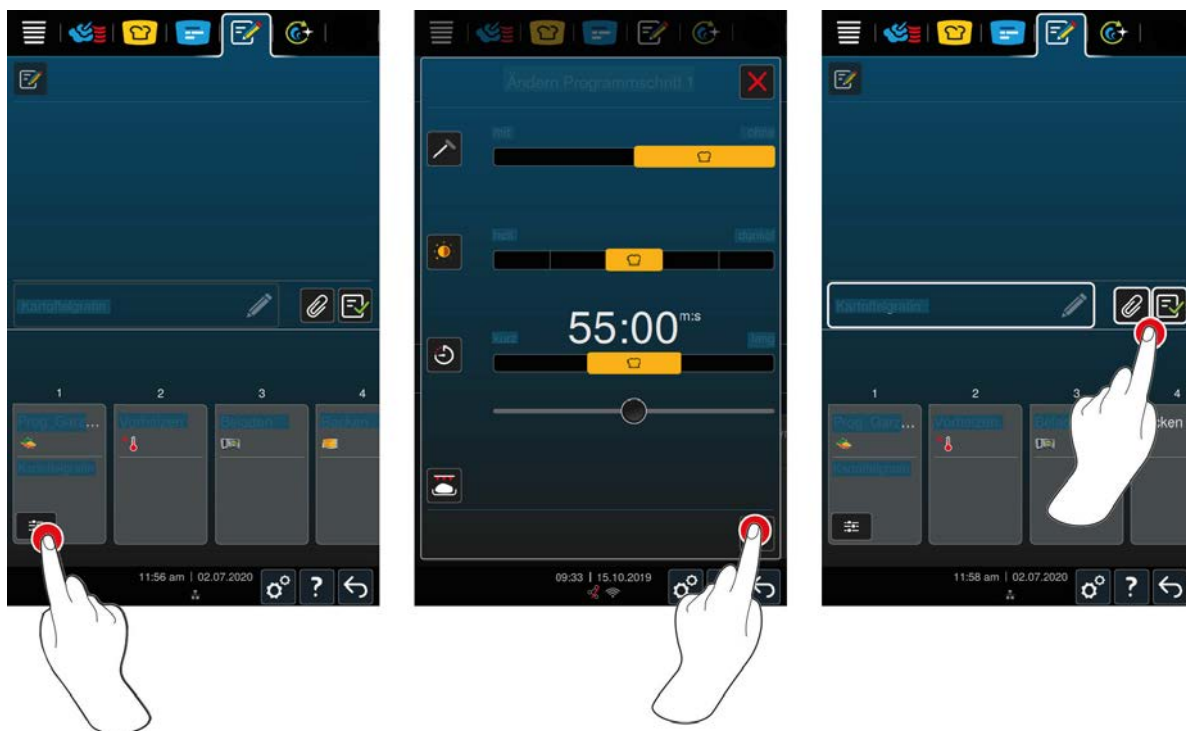 Kartoffelgratin
1 2 3 4
Prog. Garz... Vorheizen Beladen Backen
Kartoffelgratin
11:56 am | 02.07.2020
?
Ändern Programmschritt 1
mit ohne
hell dunkel
55:00 m:s
kurz lang
09:33 | 15.10.2019
Kartoffelgratin
1 2 3 4
Prog. Garz... Vorheizen cken
Kartoffelgratin
11:58 am | 02.07.2020
?